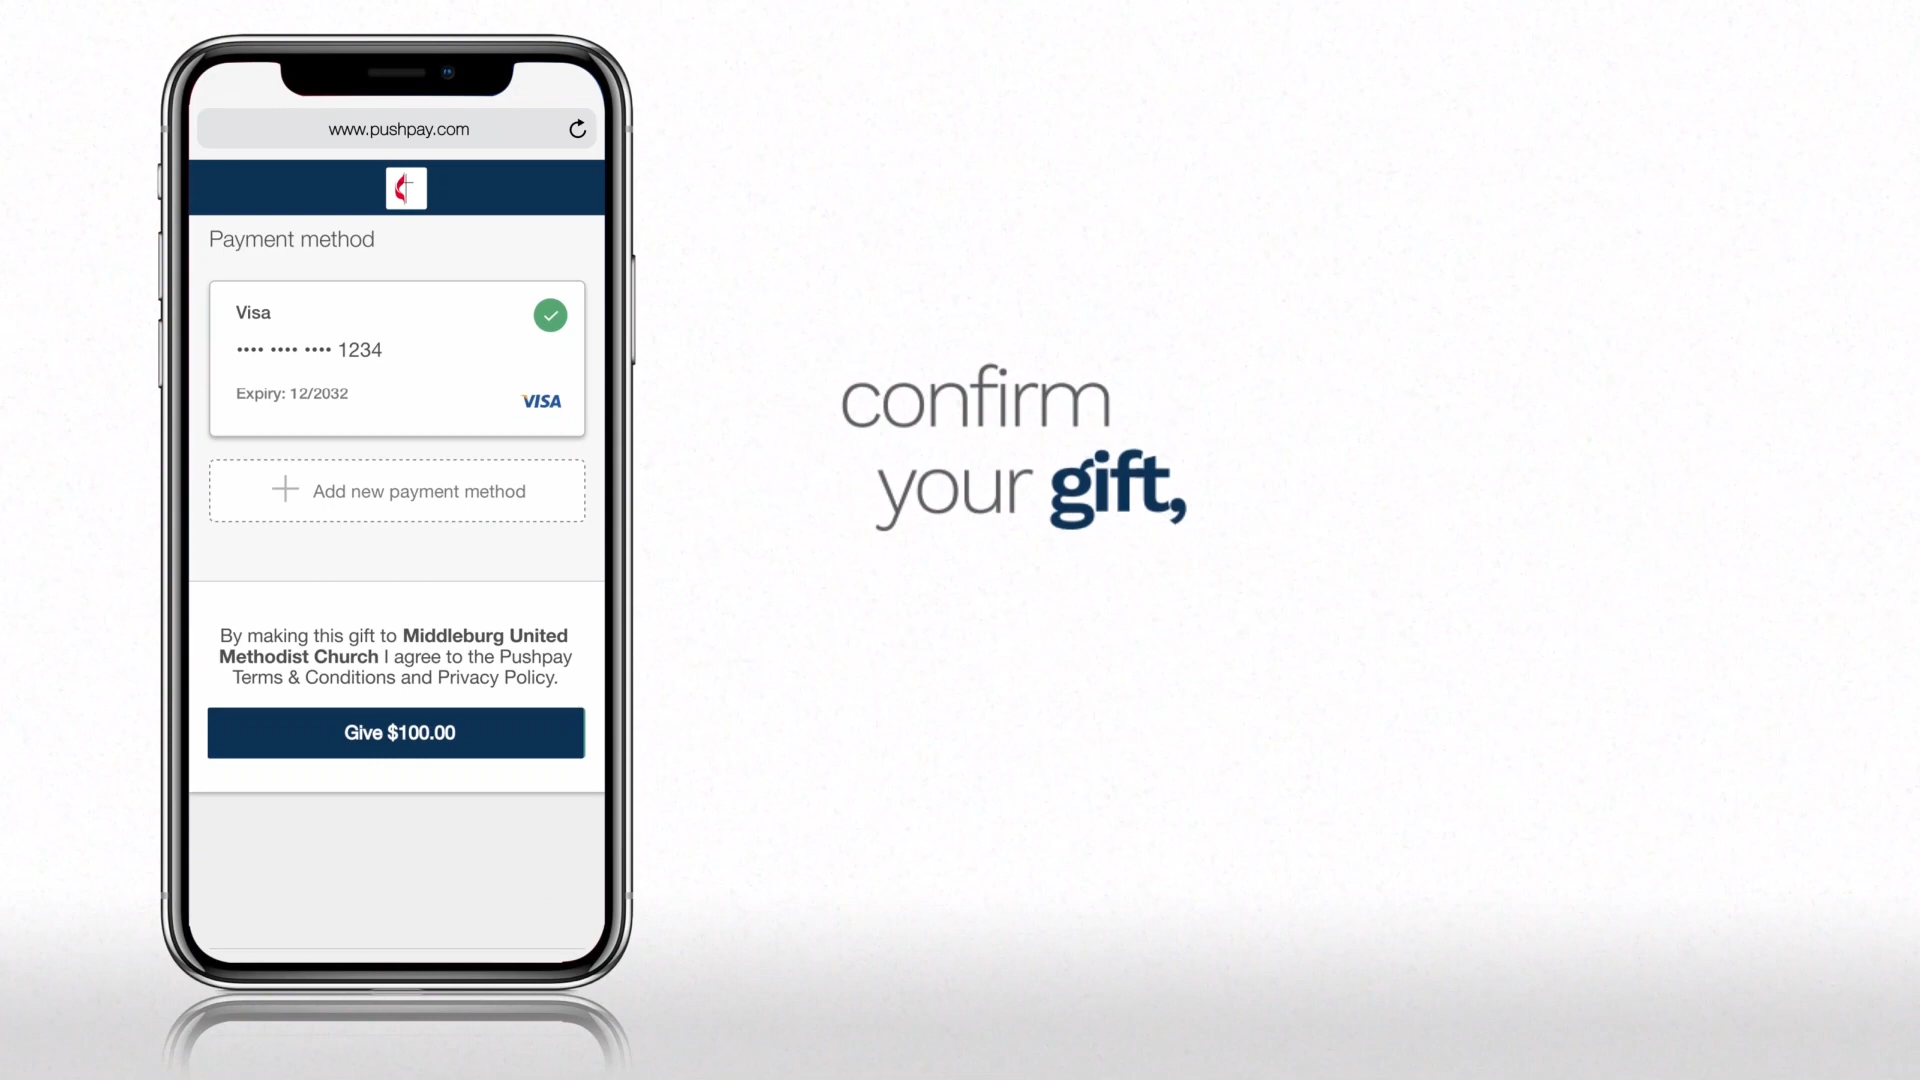 www.pushpay.com
Payment method
Visa
•••• •••• •••• 1234
Expiry: 12/2032
VISA
Add new payment method
By making this gift to Middleburg United
Methodist Church I agree to the Pushpay
Terms & Conditions and Privacy Policy.
Give $100.00
confirm
your gift,